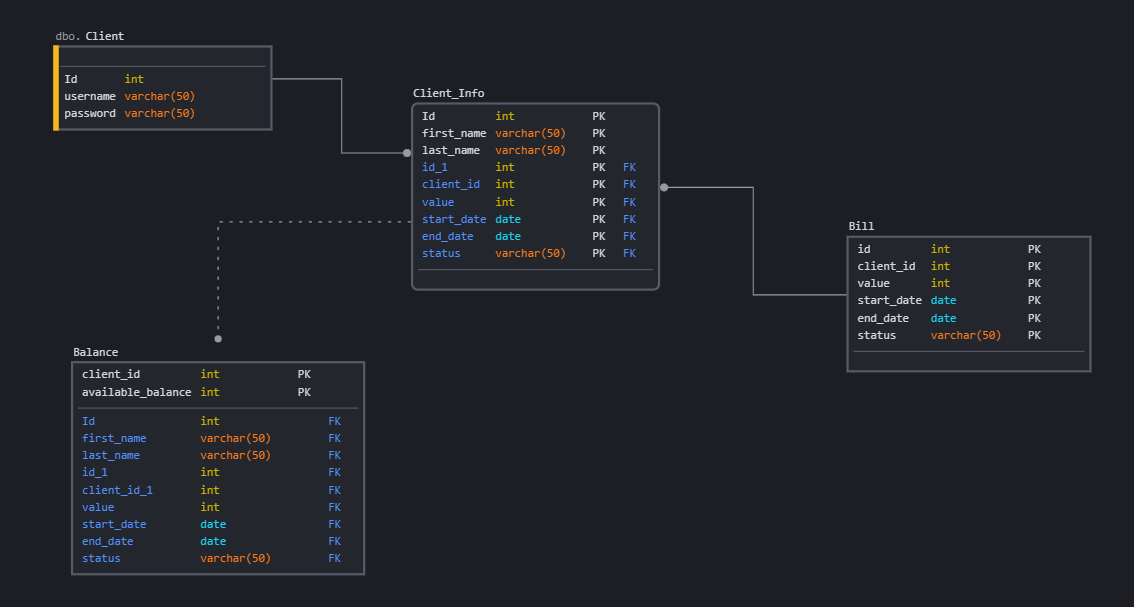 dbo. Client
Id int
username varchar(50)
password varchar(50)
Client_Info
Id int PK
first_name varchar(50) PK
last_name varchar(50) PK
id_1 int PK FK
client_id int PK FK
value int PK FK
start_date date PK FK
end_date date PK FK
status varchar(50) PK FK
Bill
id int PK
client_id int PK
value int PK
start_date date PK
end_date date PK
status varchar(50) PK
Balance
client_id int PK
available_balance int PK
Id int FK
first_name varchar(50) FK
last_name varchar(50) FK
id_1 int FK
client_id_1 int FK
value int FK
start_date date FK
end_date date FK
status varchar(50) FK